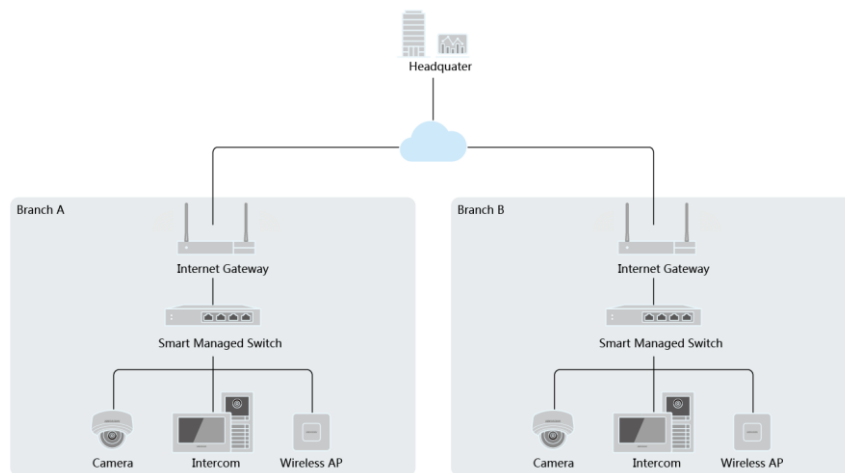 Headquater
Branch A
Branch B
Internet Gateway
Internet Gateway
Smart Managed Switch
Smart Managed Switch
Camera
Intercom
Wireless AP
Camera
Intercom
Wireless AP